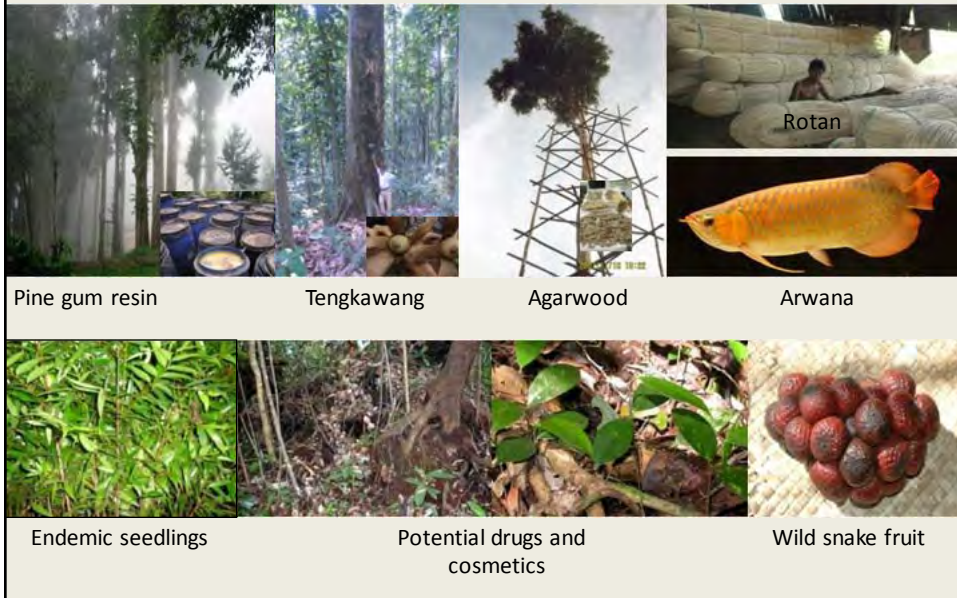 Rotan
Pine gum resin
Tengkawang
Agarwood
Arwana
Endemic seedlings
Potential drugs and
cosmetics
Wild snake fruit